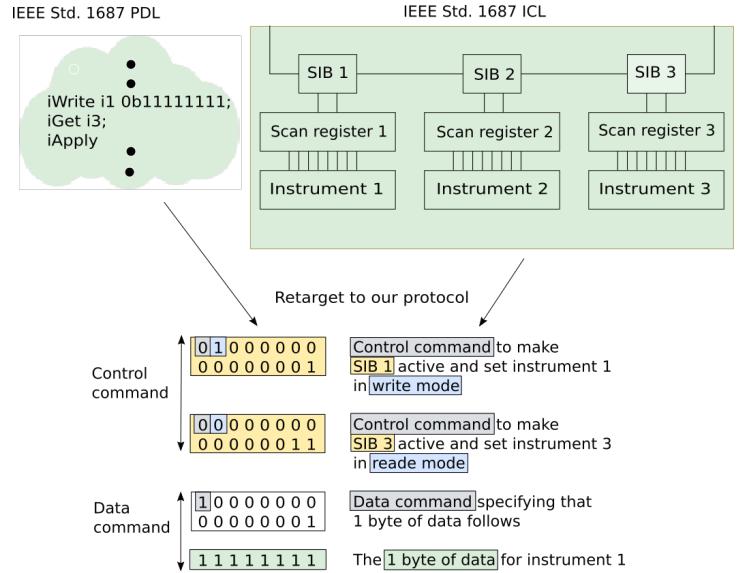 IEEE Std. 1687 PDL
IEEE Std. 1687 ICL
iWrite i1 0b11111111;
iGet i3;
iApply
SIB 1
SIB 2
SIB 3
Scan register 1
Scan register 2
Scan register 3
Instrument 1
Instrument 2
Instrument 3
Retarget to our protocol
Control
command
0 1 0 0 0 0 0 0
0 0 0 0 0 0 0 1
Control command to make
SIB 1 active and set instrument 1
in write mode
0 0 0 0 0 0 0 0
0 0 0 0 0 0 1 1
Control command to make
SIB 3 active and set instrument 3
in reade mode
Data
command
1 0 0 0 0 0 0 0
0 0 0 0 0 0 0 1
Data command specifying that
1 byte of data follows
1 1 1 1 1 1 1 1
The 1 byte of data for instrument 1